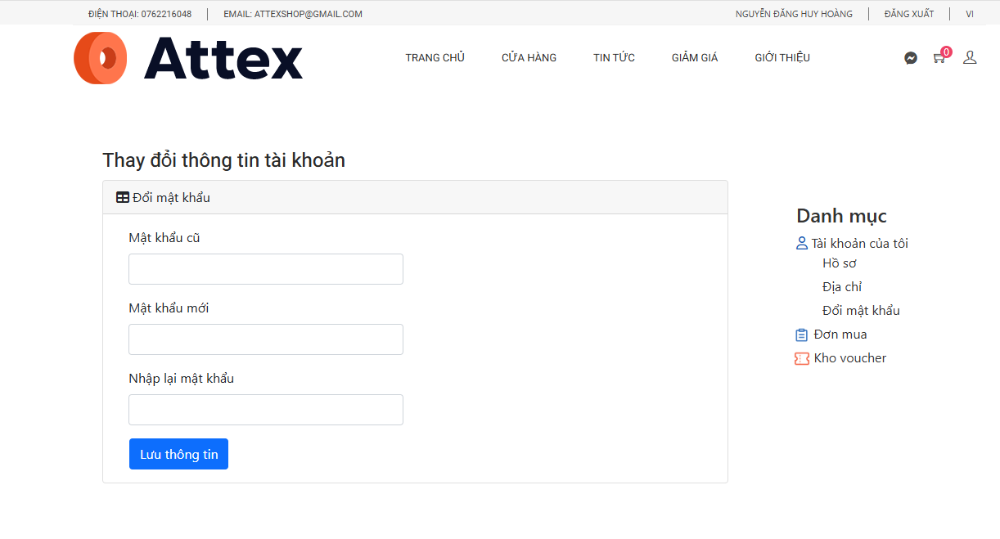 ĐIỆN THOẠI: 0762216048 EMAIL: ATTEXSHOP@GMAIL.COM NGUYỄN ĐĂNG HUY HOÀNG ĐĂNG XUẤT VI
Attex TRANG CHỦ CỬA HÀNG TIN TỨC GIẢM GIÁ GIỚI THIỆU 0
Thay đổi thông tin tài khoản
Đổi mật khẩu
Mật khẩu cũ
Mật khẩu mới
Nhập lại mật khẩu
Lưu thông tin
Danh mục
Tài khoản của tôi
Hồ sơ
Địa chỉ
Đổi mật khẩu
Đơn mua
Kho voucher